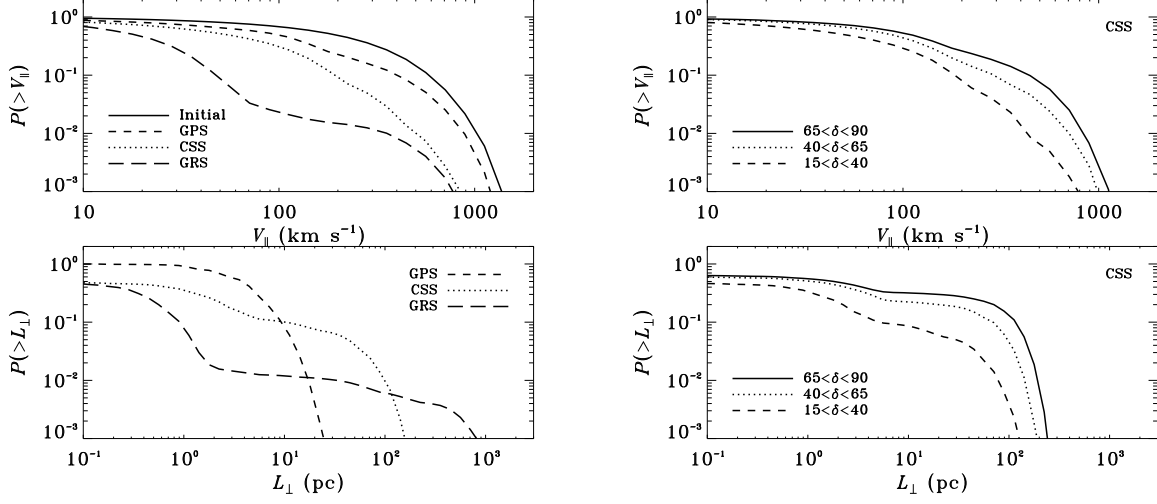 P(>V∥)
10⁰
10⁻¹
10⁻²
10⁻³
Initial
GPS
CSS
GRS
10
100
1000
V∥ (km s⁻¹)
P(>V∥)
10⁰
10⁻¹
10⁻²
10⁻³
CSS
65<δ<90
40<δ<65
15<δ<40
10
100
1000
V∥ (km s⁻¹)
P(>L⊥)
10⁰
10⁻¹
10⁻²
10⁻³
GPS
CSS
GRS
10⁻¹
10⁰
10¹
10²
10³
L⊥ (pc)
P(>L⊥)
10⁰
10⁻¹
10⁻²
10⁻³
CSS
65<δ<90
40<δ<65
15<δ<40
10⁻¹
10⁰
10¹
10²
10³
L⊥ (pc)